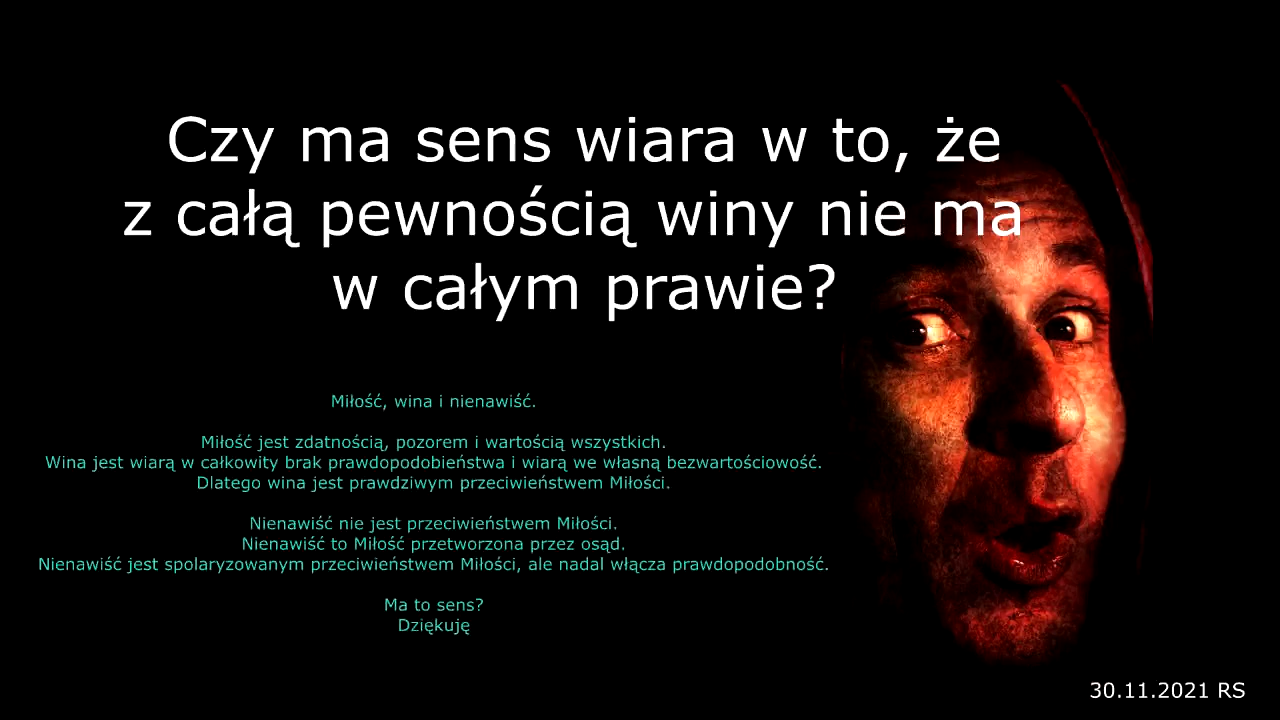 Czy ma sens wiara w to, że
z całą pewnością winy nie ma
w całym prawie?
Miłość, wina i nienawiść.
Miłość jest zdatnością, pozorem i wartością wszystkich.
Wina jest wiarą w całkowity brak prawdopodobieństwa i wiarą we własną bezwartościowość.
Dlatego wina jest prawdziwym przeciwieństwem Miłości.
Nienawiść nie jest przeciwieństwem Miłości.
Nienawiść to Miłość przetworzona przez osąd.
Nienawiść jest spolaryzowanym przeciwieństwem Miłości, ale nadal włącza prawdopodobność.
Ma to sens?
Dziękuję
30.11.2021 RS